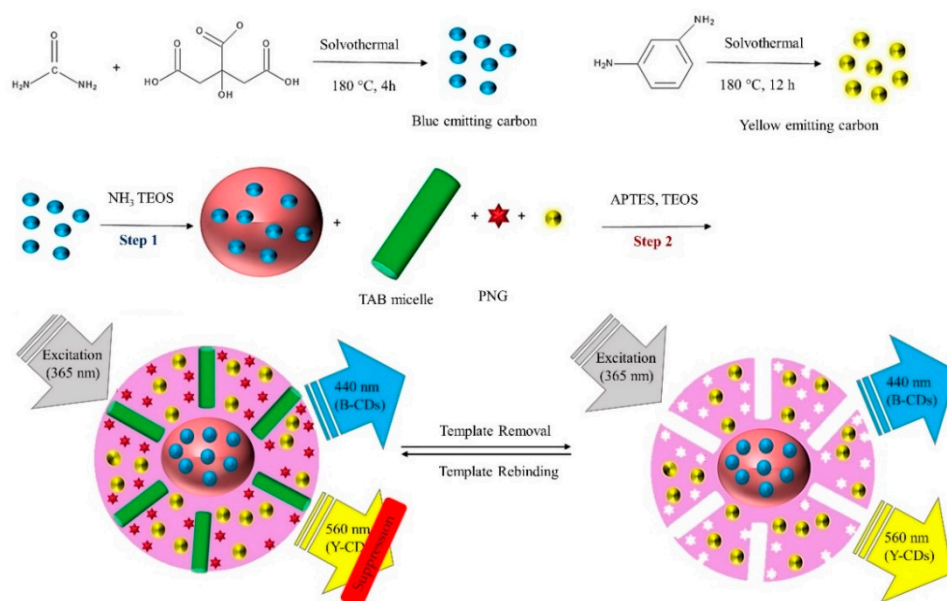 O
H₂N
C
NH₂
+
O
O
O
O
HO
OH
OH
Solvothermal
180 °C, 4h
Blue emitting carbon
NH₂
H₂N
Solvothermal
180 °C, 12 h
Yellow emitting carbon
NH₃ TEOS
Step 1
+
TAB micelle
+
PNG
+
APTES, TEOS
Step 2
Excitation
(365 nm)
440 nm
(B-CDs)
560 nm
(Y-CD
Suppression
Template Removal
Template Rebinding
Excitation
(365 nm)
440 nm
(B-CDs)
560 nm
(Y-CDs)